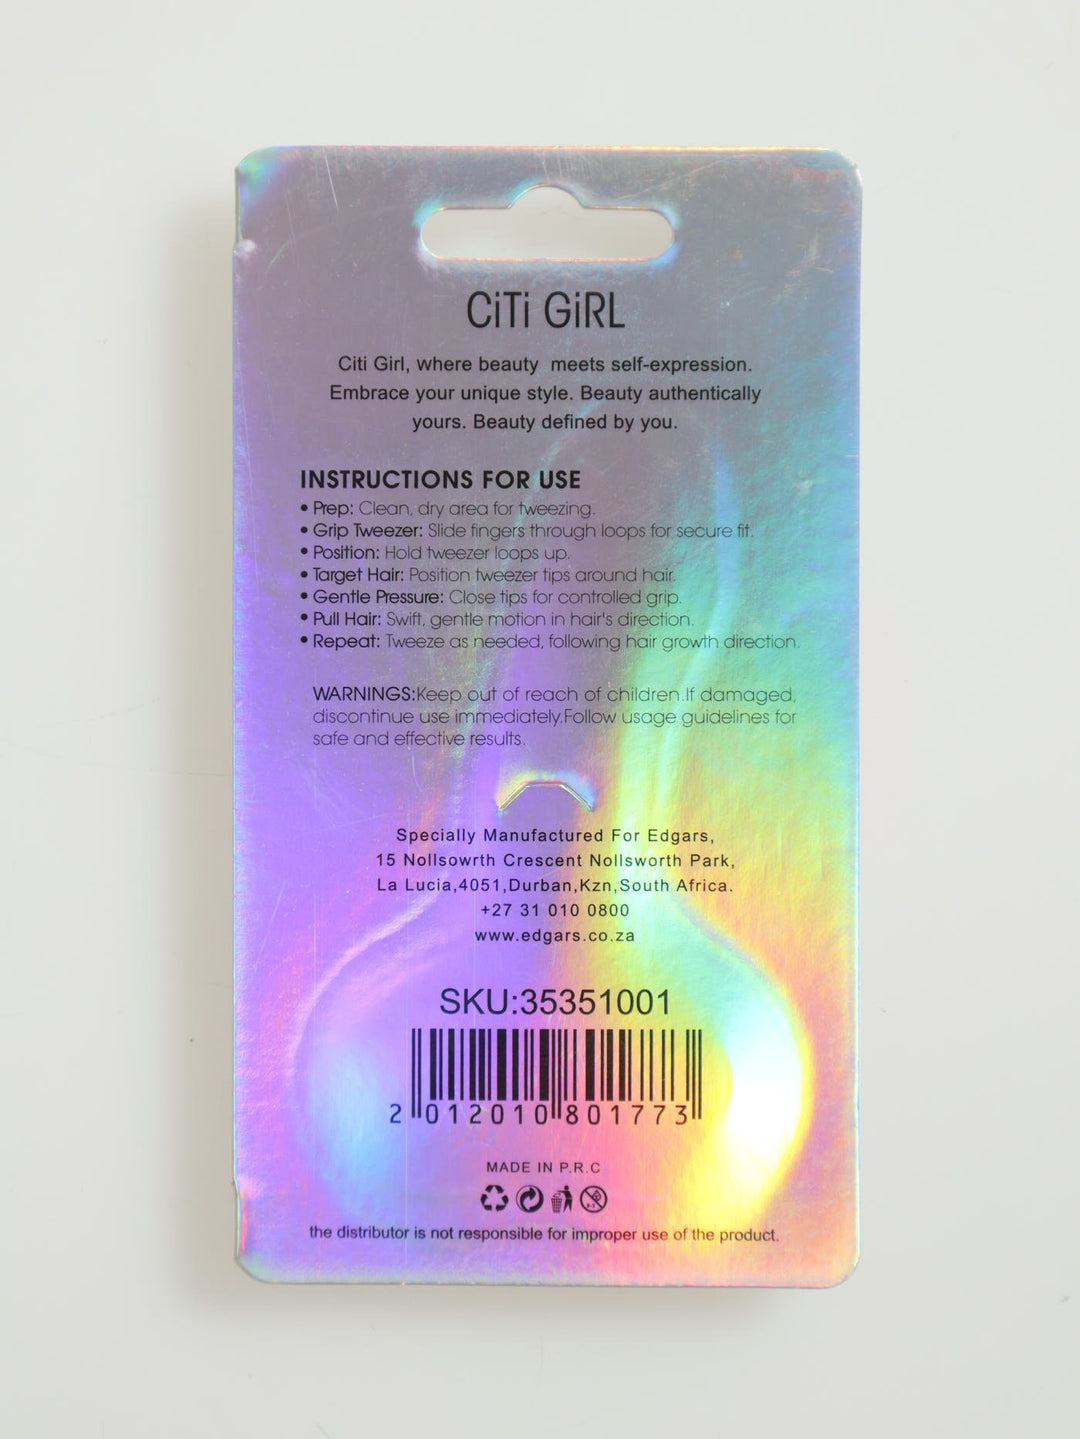 CiTi GiRL
Citi Girl, where beauty meets self-expression.
Embrace your unique style. Beauty authentically
yours. Beauty defined by you.
INSTRUCTIONS FOR USE
• Prep: Clean, dry area for tweezing.
• Grip Tweezer: Slide fingers through loops for secure fit.
• Position: Hold tweezer loops up.
• Target Hair: Position tweezer tips around hair.
• Gentle Pressure: Close tips for controlled grip.
• Pull Hair: Swift, gentle motion in hair's direction.
• Repeat: Tweeze as needed, following hair growth direction.
WARNINGS:Keep out of reach of children.If damaged,
discontinue use immediately.Follow usage guidelines for
safe and effective results.
Specially Manufactured For Edgars,
15 Nollsowrth Crescent Nollsworth Park,
La Lucia,4051,Durban,Kzn,South Africa.
+27 31 010 0800
www.edgars.co.za
SKU:35351001
2 012010 801773
MADE IN P.R.C
the distributor is not responsible for improper use of the product.